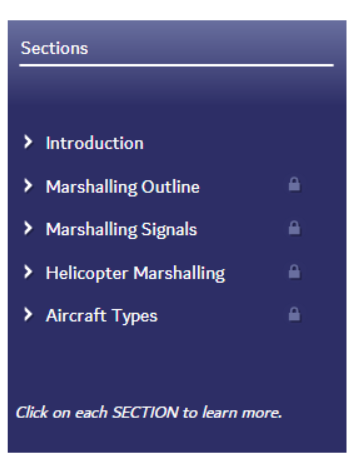 Sections
Introduction
Marshalling Outline
Marshalling Signals
Helicopter Marshalling
Aircraft Types
Click on each SECTION to learn more.